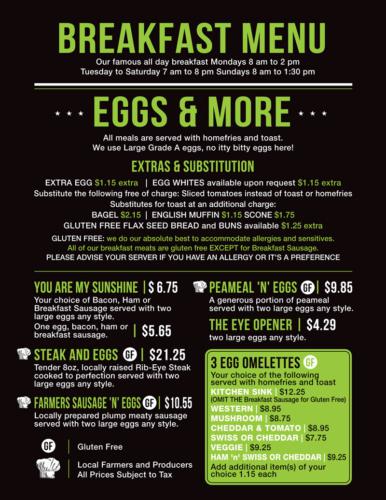 BREAKFAST MENU
Our famous all day breakfast Mondays 8 am to 2 pm
Tuesday to Saturday 7 am to 8 pm Sundays 8 am to 1:30 pm
EGGS & MORE
All meals are served with homefries and toast.
We use Large Grade A eggs, no itty bitty eggs here!
EXTRAS & SUBSTITUTION
EXTRA EGG $1.15 extra | EGG WHITES available upon request $1.15 extra
Substitute the following free of charge: Sliced tomatoes instead of toast or homefries
Substitutes for toast at an additional charge:
BAGEL $2.15 | ENGLISH MUFFIN $1.15 SCONE $1.75
GLUTEN FREE FLAX SEED BREAD and BUNS available $1.25 extra
GLUTEN FREE: we do our absolute best to accommodate allergies and sensitives.
All of our breakfast meats are gluten free EXCEPT for Breakfast Sausage.
PLEASE ADVISE YOUR SERVER IF YOU HAVE AN ALLERGY OR IT'S A PREFERENCE
YOU ARE MY SUNSHINE | $ 6.75
Your choice of Bacon, Ham or
Breakfast Sausage served with two
large eggs any style.
One egg, bacon, ham or
breakfast sausage. | $5.65
STEAK AND EGGS GF | $21.25
Tender 8oz, locally raised Rib-Eye Steak
cooked to perfection served with two
large eggs any style.
FARMERS SAUSAGE 'N' EGGS GF | $10.55
Locally prepared plump meaty sausage
served with two large eggs any style.
GF | Gluten Free
Local Farmers and Producers
All Prices Subject to Tax
PEAMEAL 'N' EGGS GF | $9.85
A generous portion of peameal
served with two large eggs any style.
THE EYE OPENER | $4.29
two large eggs any style.
3 EGG OMELETTES GF
Your choice of the following
served with homefries and toast
KITCHEN SINK | $12.25
(OMIT THE Breakfast Sausage for Gluten Free)
WESTERN | $8.95
MUSHROOM | $8.75
CHEDDAR & TOMATO | $8.95
SWISS OR CHEDDAR | $7.75
VEGGIE | $9.25
HAM 'n' SWISS OR CHEDDAR | $9.25
Add additional item(s) of your
choice 1.15 each